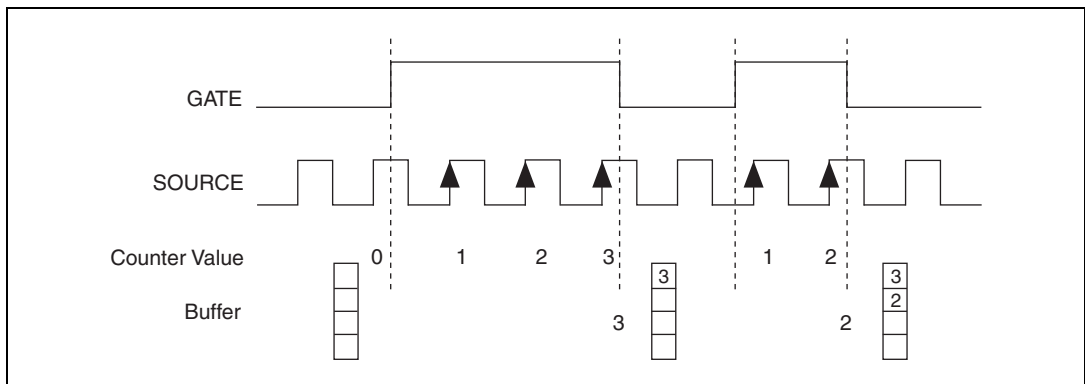 GATE
SOURCE
Counter Value 0 1 2 3 1 2
Buffer 3 3 2 3
2